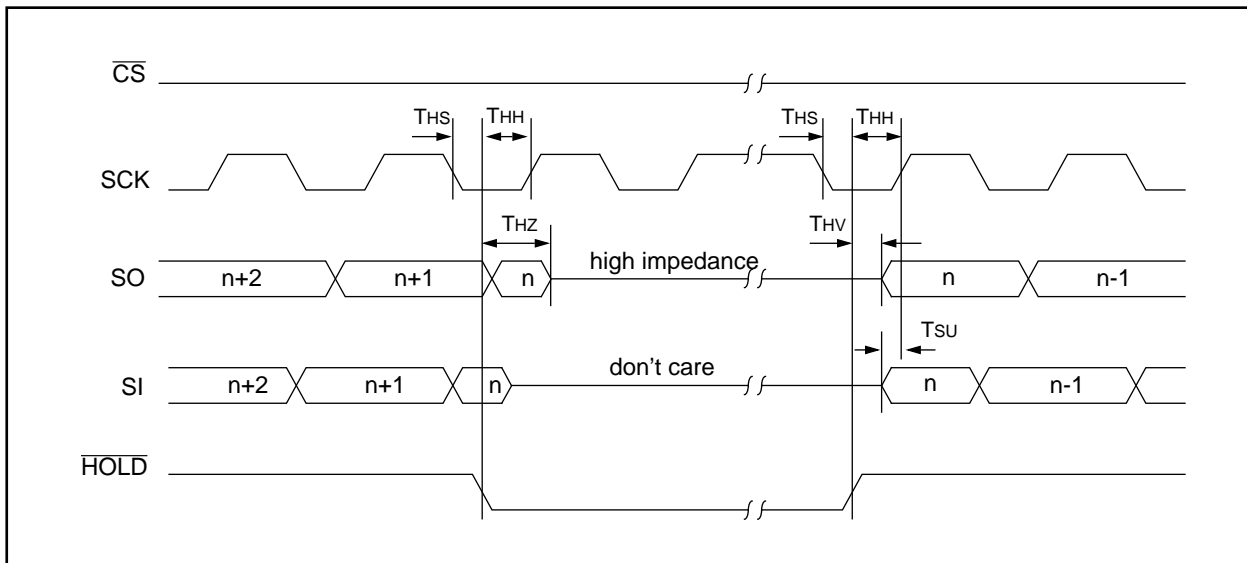 CS
THS THH THS THH
SCK
THZ THV
SO n+2 n+1 n high impedance n n-1
TSU
SI n+2 n+1 n don't care n n-1
HOLD